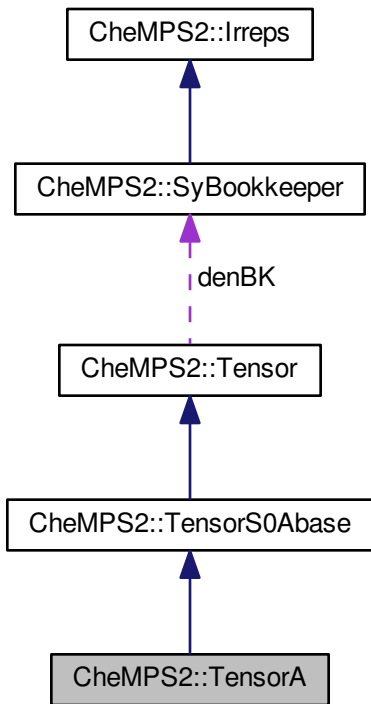 CheMPS2::Irreps
CheMPS2::SyBookkeeper
denBK
CheMPS2::Tensor
CheMPS2::TensorS0Abase
CheMPS2::TensorA